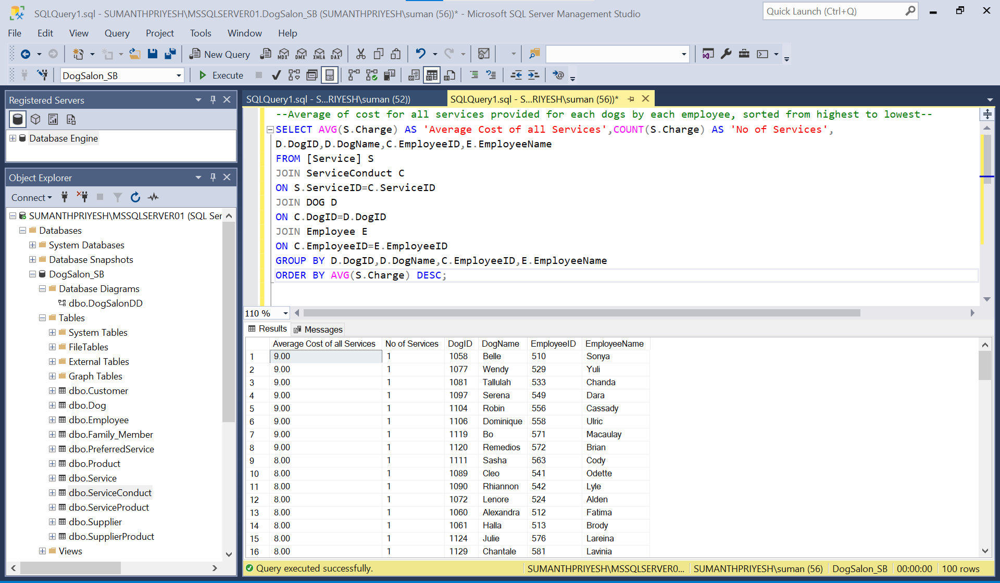 SQLQuery1.sql - SUMANTHPRIYESH\MSSQLSERVER01.DogSalon_SB (SUMANTHPRIYESH\suman (56))* - Microsoft SQL Server Management Studio
Quick Launch (Ctrl+Q)
File Edit View Query Project Tools Window Help
New Query MDX DMX XMLA DAX
DogSalon_SB Execute
Registered Servers
Database Engine
Object Explorer
Connect
SUMANTHPRIYESH\MSSQLSERVER01 (SQL Ser
Databases
System Databases
Database Snapshots
DogSalon_SB
Database Diagrams
dbo.DogSalonDD
Tables
System Tables
FileTables
External Tables
Graph Tables
dbo.Customer
dbo.Dog
dbo.Employee
dbo.Family_Member
dbo.PreferredService
dbo.Product
dbo.Service
dbo.ServiceConduct
dbo.ServiceProduct
dbo.Supplier
dbo.SupplierProduct
Views
SQLQuery1.sql - S...RIYESH\suman (52)) SQLQuery1.sql - S...RIYESH\suman (56))*
--Average of cost for all services provided for each dogs by each employee, sorted from highest to lowest--
SELECT AVG(S.Charge) AS 'Average Cost of all Services',COUNT(S.Charge) AS 'No of Services',
D.DogID,D.DogName,C.EmployeeID,E.EmployeeName
FROM [Service] S
JOIN ServiceConduct C
ON S.ServiceID=C.ServiceID
JOIN DOG D
ON C.DogID=D.DogID
JOIN Employee E
ON C.EmployeeID=E.EmployeeID
GROUP BY D.DogID,D.DogName,C.EmployeeID,E.EmployeeName
ORDER BY AVG(S.Charge) DESC;
110 %
Results Messages
Average Cost of all Services No of Services DogID DogName EmployeeID EmployeeName
1 9.00 1 1058 Belle 510 Sonya
2 9.00 1 1077 Wendy 529 Yuli
3 9.00 1 1081 Tallulah 533 Chanda
4 9.00 1 1097 Serena 549 Dara
5 9.00 1 1104 Robin 556 Cassady
6 9.00 1 1106 Dominique 558 Ulric
7 9.00 1 1119 Bo 571 Macaulay
8 9.00 1 1120 Remedios 572 Brian
9 8.00 1 1111 Sasha 563 Cody
10 8.00 1 1089 Cleo 541 Odette
11 8.00 1 1090 Rhiannon 542 Lyle
12 8.00 1 1072 Lenore 524 Alden
13 8.00 1 1060 Alexandra 512 Fatima
14 8.00 1 1061 Halla 513 Brody
15 8.00 1 1124 Julie 576 Lareina
16 8.00 1 1129 Chantale 581 Lavinia
Query executed successfully. SUMANTHPRIYESH\MSSQLSERVER0... SUMANTHPRIYESH\suman (56) DogSalon_SB 00:00:00 100 rows